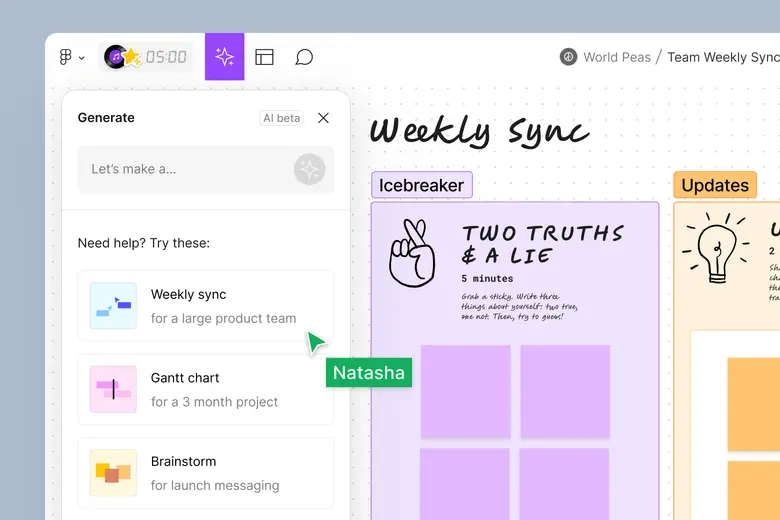 05:00
World Peas / Team Weekly Sync
Generate
AI beta
Let's make a...
Need help? Try these:
Weekly sync
for a large product team
Gantt chart
for a 3 month project
Brainstorm
for launch messaging
Natasha
Weekly Sync
Icebreaker
TWO TRUTHS
& A LIE
5 minutes
Grab a sticky. Write three
things about yourself: two true,
one not. Then, try to guess!
Updates
2